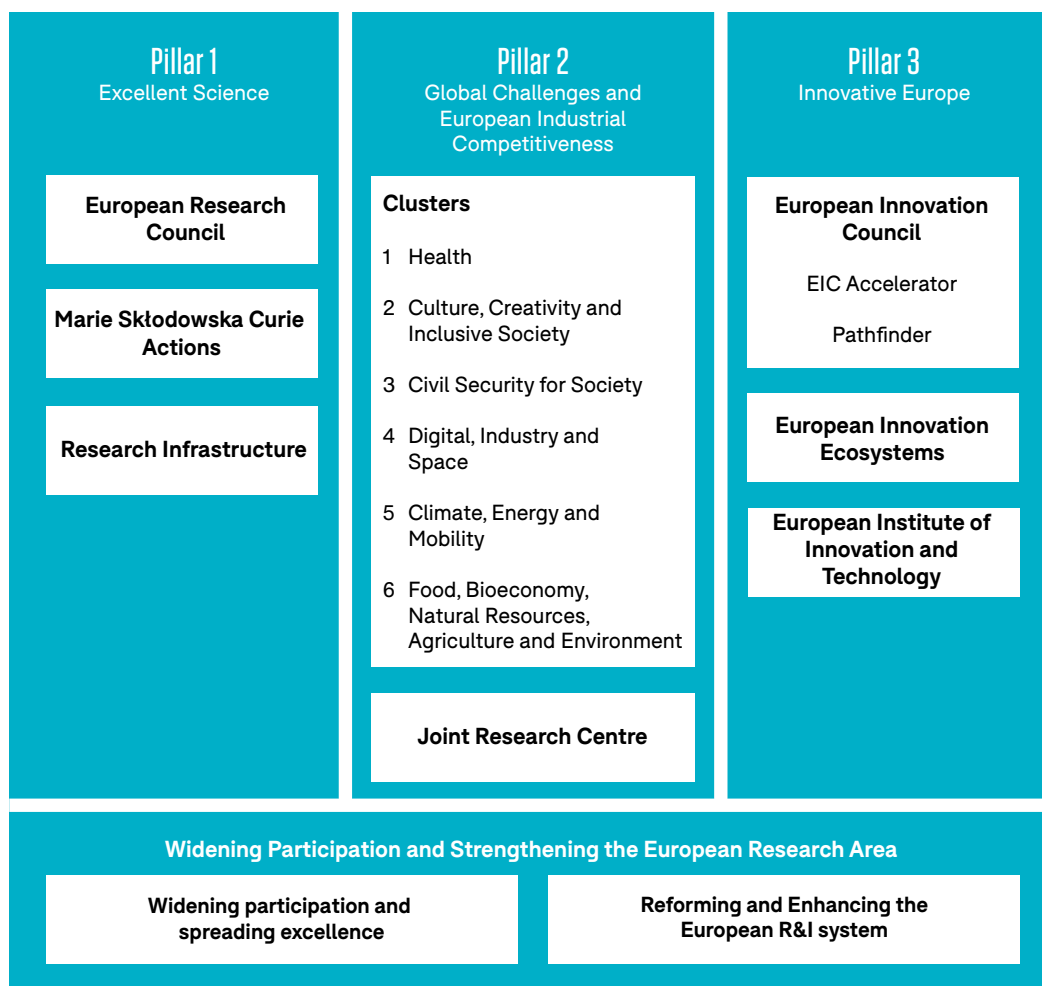 Pillar 1
Excellent Science
European Research
Council
Marie Skłodowska Curie
Actions
Research Infrastructure
Pillar 2
Global Challenges and
European Industrial
Competitiveness
Clusters
1 Health
2 Culture, Creativity and
Inclusive Society
3 Civil Security for Society
4 Digital, Industry and
Space
5 Climate, Energy and
Mobility
6 Food, Bioeconomy,
Natural Resources,
Agriculture and Environment
Joint Research Centre
Pillar 3
Innovative Europe
European Innovation
Council
EIC Accelerator
Pathfinder
European Innovation
Ecosystems
European Institute of
Innovation and
Technology
Widening Participation and Strengthening the European Research Area
Widening participation and
spreading excellence
Reforming and Enhancing the
European R&I system